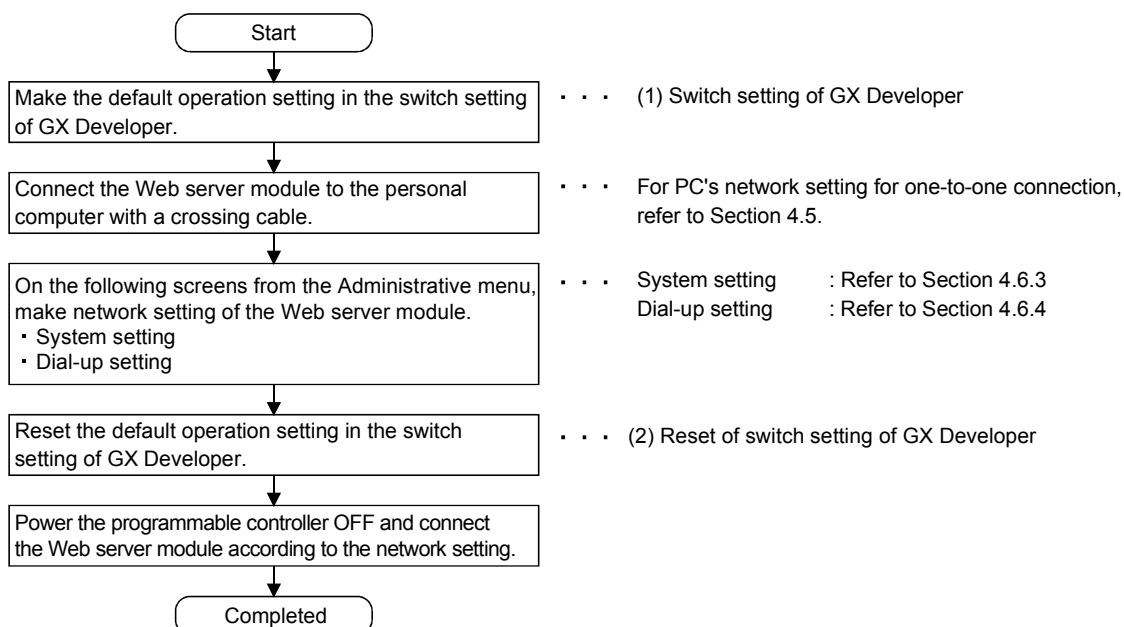 Start
Make the default operation setting in the switch setting
of GX Developer.
・・・ (1) Switch setting of GX Developer
Connect the Web server module to the personal
computer with a crossing cable.
・・・ For PC's network setting for one-to-one connection,
refer to Section 4.5.
On the following screens from the Administrative menu,
make network setting of the Web server module.
・System setting
・Dial-up setting
・・・ System setting : Refer to Section 4.6.3
Dial-up setting : Refer to Section 4.6.4
Reset the default operation setting in the switch
setting of GX Developer.
・・・ (2) Reset of switch setting of GX Developer
Power the programmable controller OFF and connect
the Web server module according to the network setting.
Completed